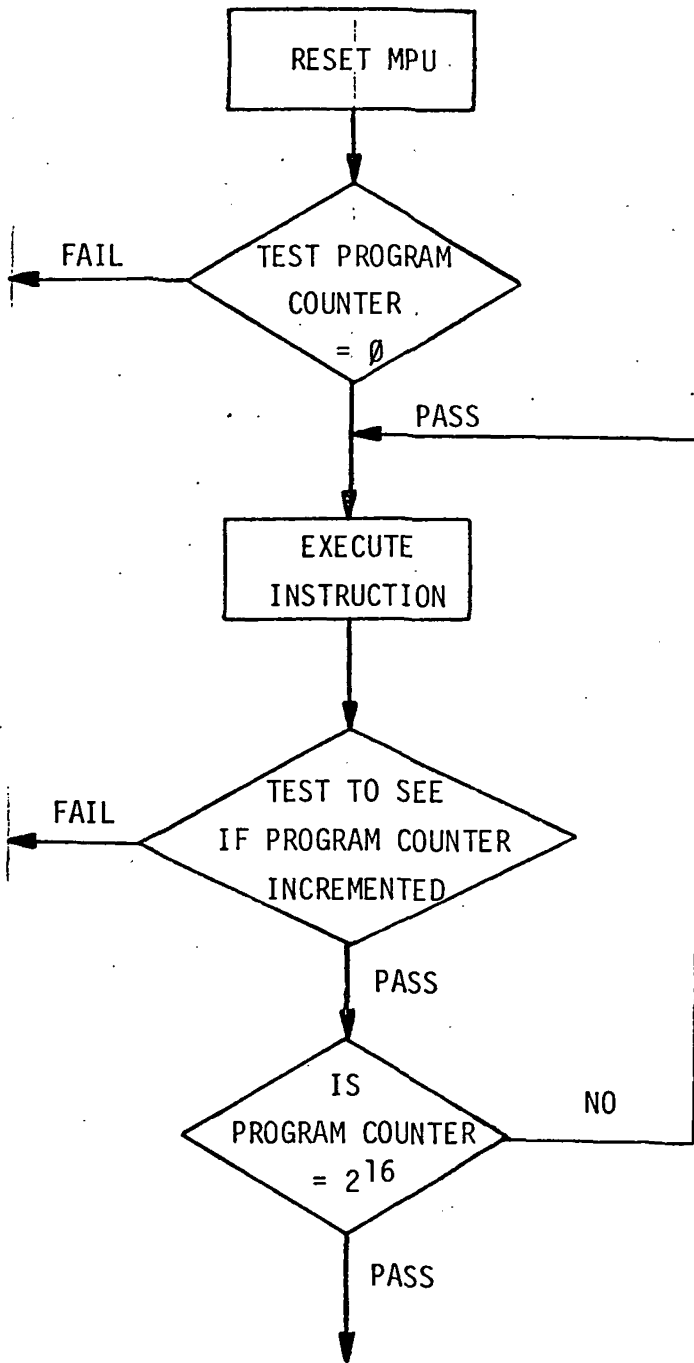 RESET MPU
FAIL
TEST PROGRAM
COUNTER
= Ø
PASS
EXECUTE
INSTRUCTION
FAIL
TEST TO SEE
IF PROGRAM COUNTER
INCREMENTED
PASS
IS
PROGRAM COUNTER
= 2^16
NO
PASS